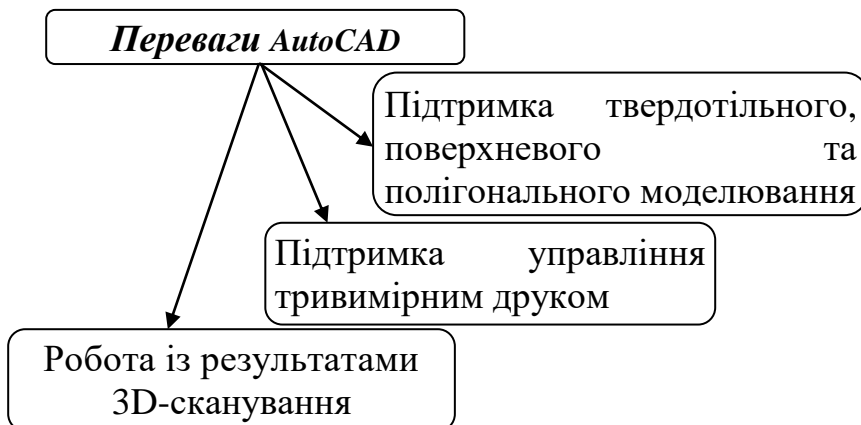 Переваги AutoCAD
Підтримка твердотільного,
поверхневого та
полігонального моделювання
Підтримка управління
тривимірним друком
Робота із результатами
3D-сканування